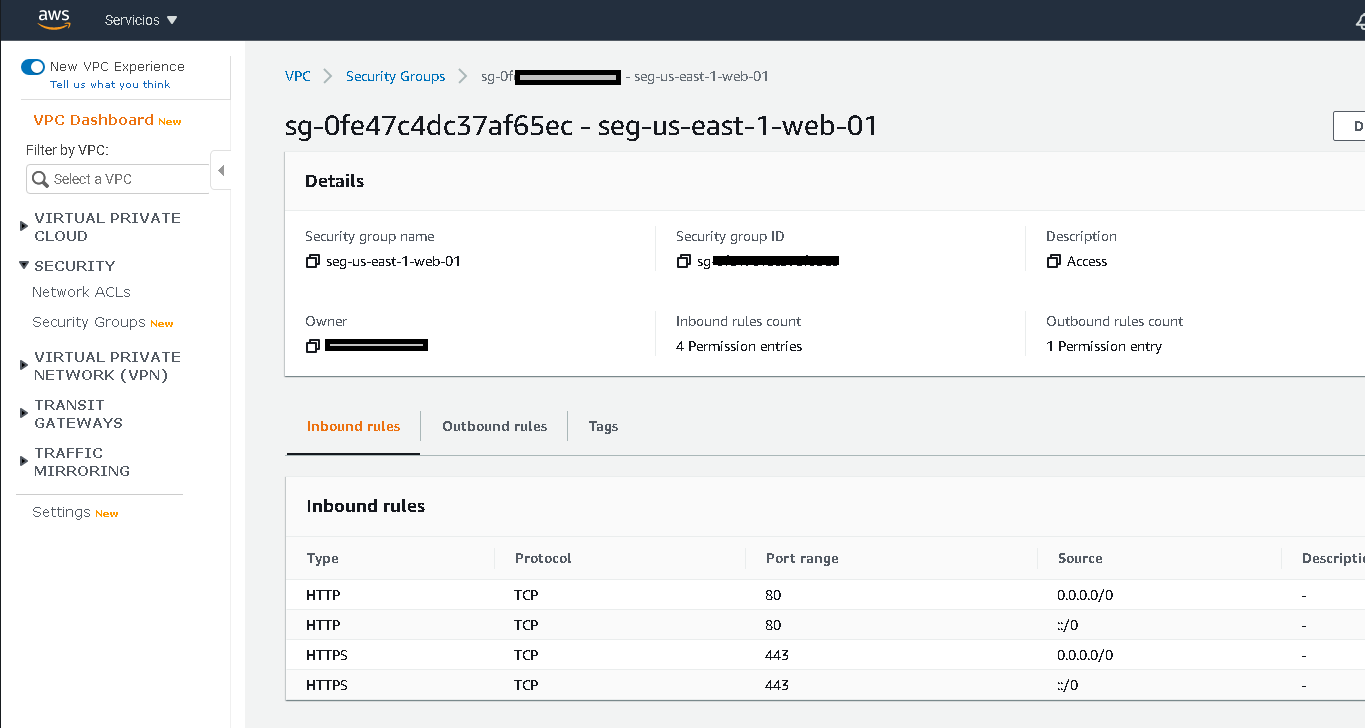 aws Servicios
New VPC Experience
Tell us what you think
VPC Dashboard New
Filter by VPC:
Select a VPC
VIRTUAL PRIVATE
CLOUD
SECURITY
Network ACLs
Security Groups New
VIRTUAL PRIVATE
NETWORK (VPN)
TRANSIT
GATEWAYS
TRAFFIC
MIRRORING
Settings New
VPC > Security Groups > sg-0f - seg-us-east-1-web-01
sg-0fe47c4dc37af65ec - seg-us-east-1-web-01
D
Details
Security group name Security group ID Description
seg-us-east-1-web-01 sg- Access
Owner Inbound rules count Outbound rules count
4 Permission entries 1 Permission entry
Inbound rules Outbound rules Tags
Inbound rules
Type Protocol Port range Source Descripti
HTTP TCP 80 0.0.0.0/0 -
HTTP TCP 80 ::/0 -
HTTPS TCP 443 0.0.0.0/0 -
HTTPS TCP 443 ::/0 -